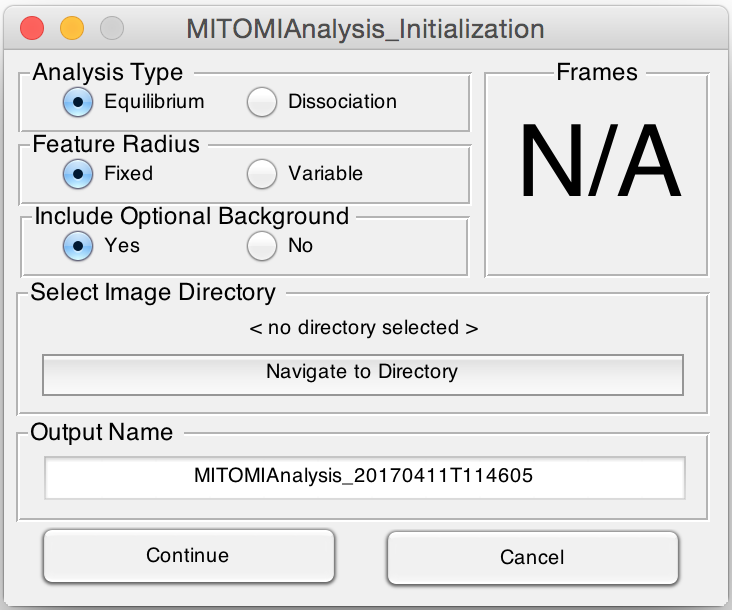 MITOMIAnalysis_Initialization
Analysis Type
Equilibrium
Dissociation
Feature Radius
Fixed
Variable
Include Optional Background
Yes
No
Frames
N/A
Select Image Directory
< no directory selected >
Navigate to Directory
Output Name
MITOMIAnalysis_20170411T114605
Continue
Cancel